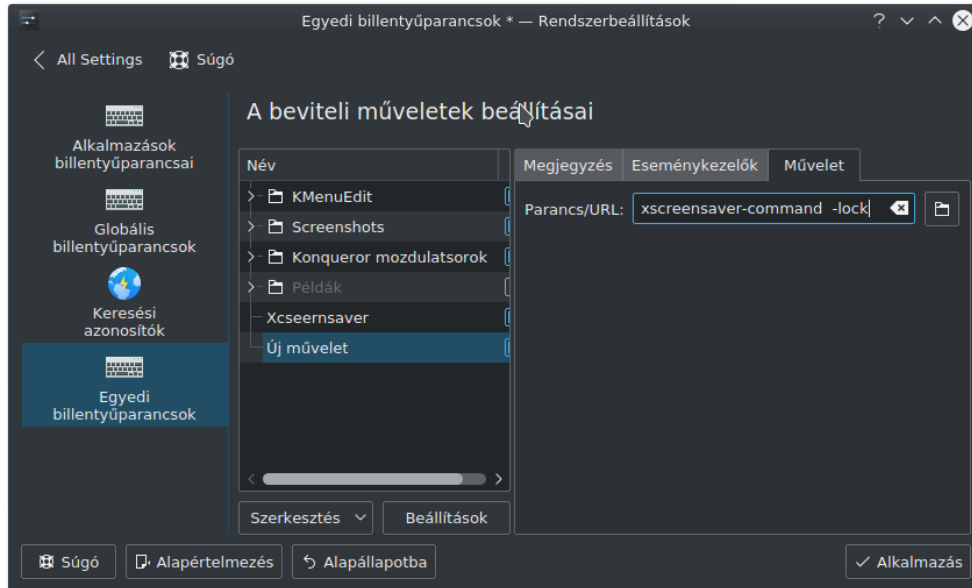 Egyedi billentyűparancsok * — Rendszerbeállítások
All Settings
Súgó
Alkalmazások
billentyűparancsai
Globális
billentyűparancsok
Keresési
azonosítók
Egyedi
billentyűparancsok
A beviteli műveletek beállításai
Név
KMenuEdit
Screenshots
Konqueror mozdulatsorok
Példák
Xcseernsaver
Új művelet
Szerkesztés
Beállítások
Megjegyzés
Eseménykezelők
Művelet
Parancs/URL:
xscreensaver-command -lock
Súgó
Alapértelmezés
Alapállapotba
Alkalmazás